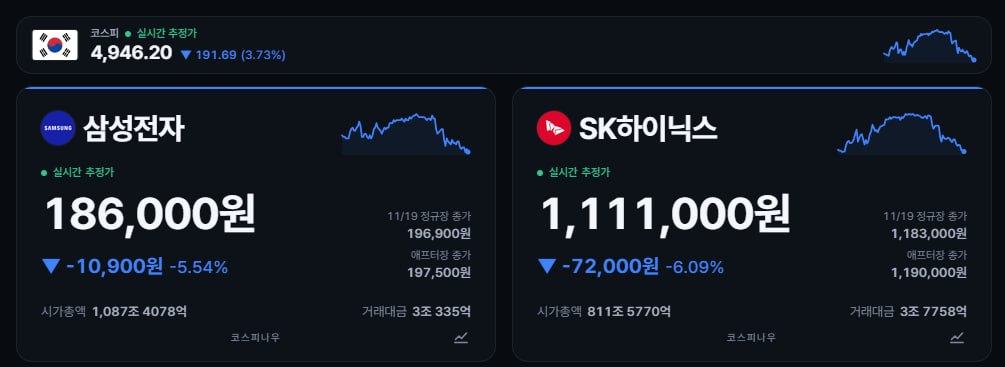 코스피 ● 실시간 추정가
4,946.20 ▼ 191.69 (3.73%)
SAMSUNG 삼성전자
● 실시간 추정가
186,000원
▼ -10,900원 -5.54%
11/19 정규장 종가
196,900원
애프터장 종가
197,500원
시가총액 1,087조 4078억
거래대금 3조 335억
코스피나우
SK하이닉스
● 실시간 추정가
1,111,000원
▼ -72,000원 -6.09%
11/19 정규장 종가
1,183,000원
애프터장 종가
1,190,000원
시가총액 811조 5770억
거래대금 3조 7758억
코스피나우